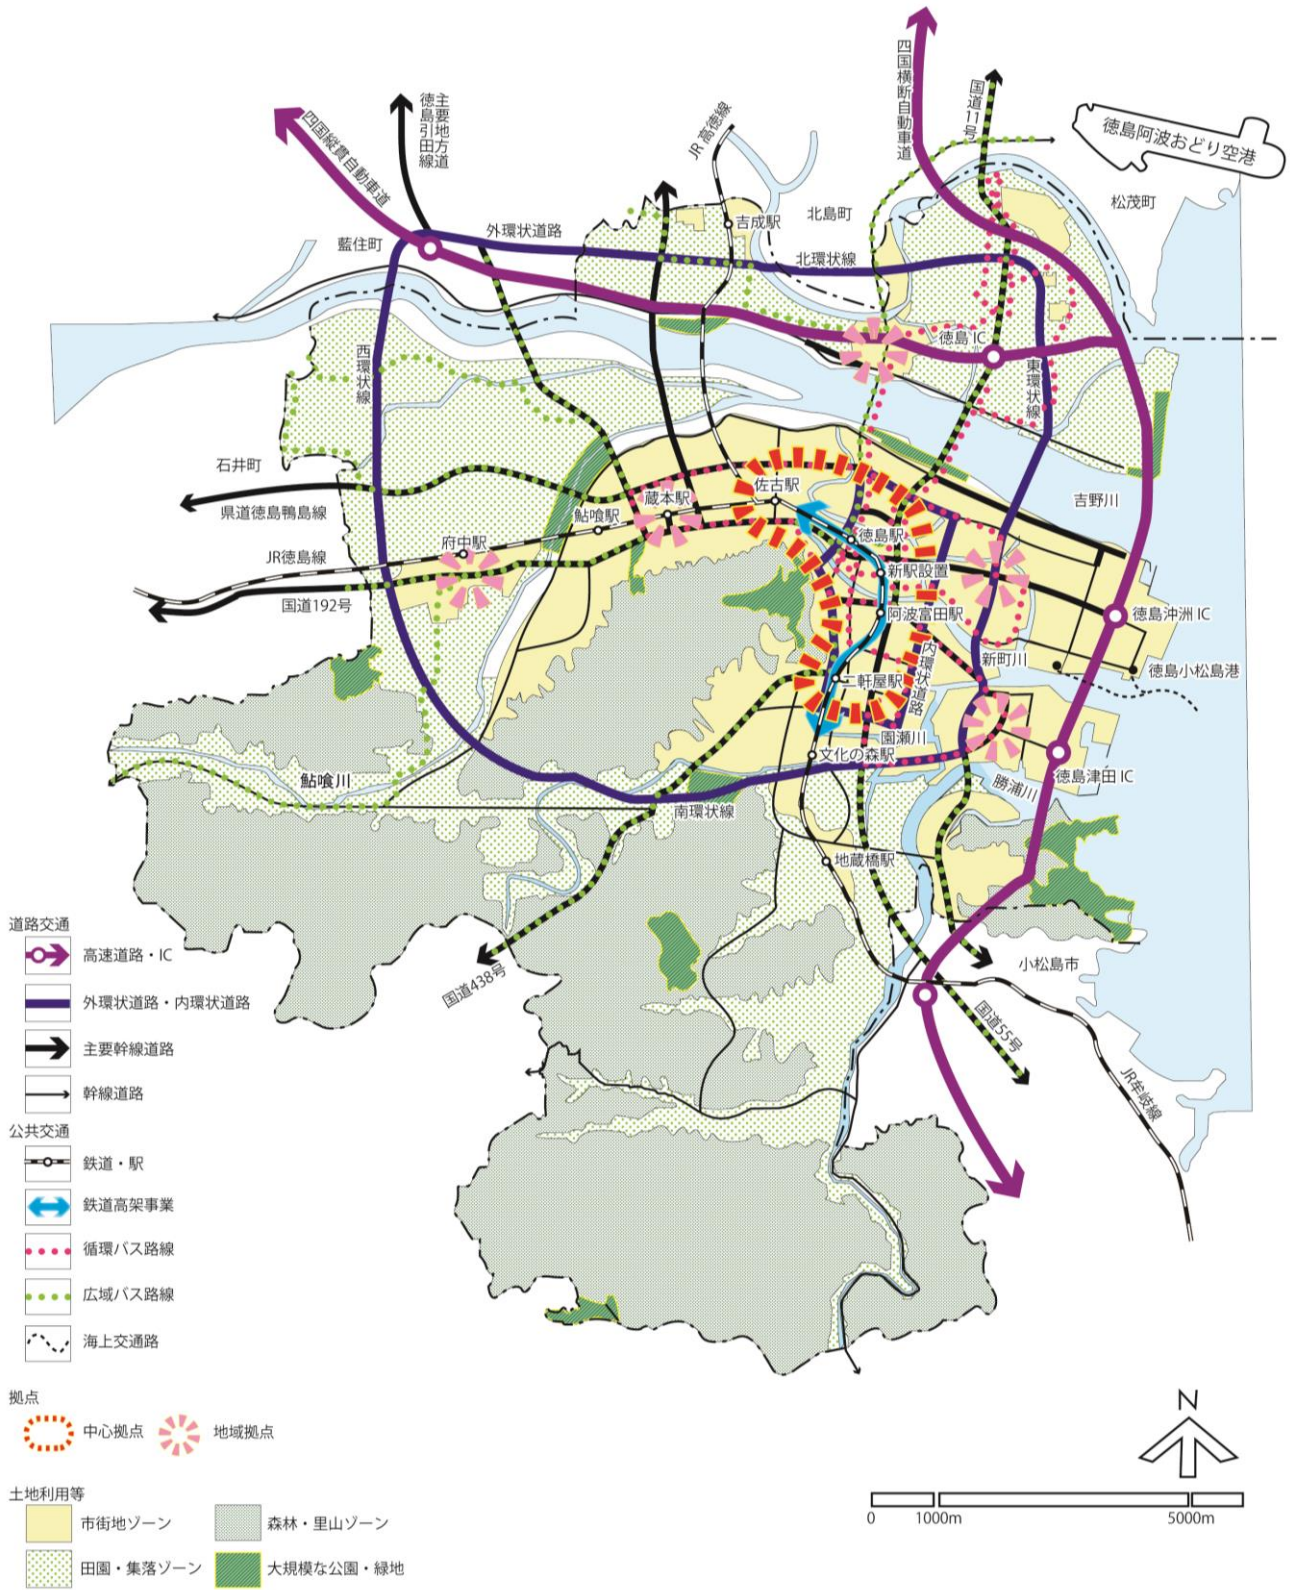 四国横断自動車道
国道11号
徳島阿波おどり空港
主要地方道
徳島引田線
JR 高徳線
四国縦貫自動車道
松茂町
北島町
吉成駅
外環状道路
藍住町
北環状線
徳島 IC
西環状線
東環状線
石井町
佐古駅
蔵本駅
吉野川
県道徳島鴨島線
鮎喰駅
徳島駅
府中駅
JR徳島線
新駅設置
国道192号
阿波富田駅
徳島沖洲 IC
内環状道路
新町川
徳島小松島港
二軒屋駅
園瀬川
文化の森駅
鮎喰川
徳島津田 IC
勝浦川
南環状線
地蔵橋駅
小松島市
国道438号
国道55号
JR牟岐線
道路交通
高速道路・IC
外環状道路・内環状道路
主要幹線道路
幹線道路
公共交通
鉄道・駅
鉄道高架事業
循環バス路線
広域バス路線
海上交通路
拠点
中心拠点
地域拠点
土地利用等
市街地ゾーン
森林・里山ゾーン
田園・集落ゾーン
大規模な公園・緑地
N
0 1000m 5000m